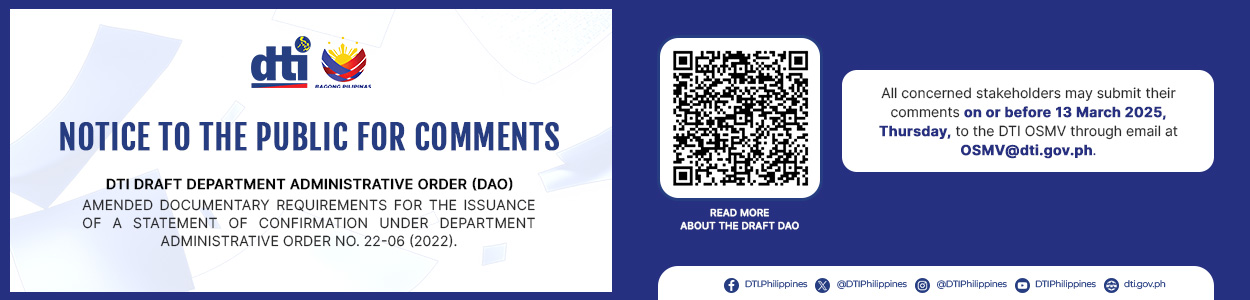 dti
BAGONG PILIPINAS
NOTICE TO THE PUBLIC FOR COMMENTS
DTI DRAFT DEPARTMENT ADMINISTRATIVE ORDER (DAO)
AMENDED DOCUMENTARY REQUIREMENTS FOR THE ISSUANCE
OF A STATEMENT OF CONFIRMATION UNDER DEPARTMENT
ADMINISTRATIVE ORDER NO. 22-06 (2022).
READ MORE
ABOUT THE DRAFT DAO
All concerned stakeholders may submit their
comments on or before 13 March 2025,
Thursday, to the DTI OSMV through email at
OSMV@dti.gov.ph.
DTI.Philippines
@DTIPhilippines
@DTIPhilippines
DTIPhilippines
dti.gov.ph